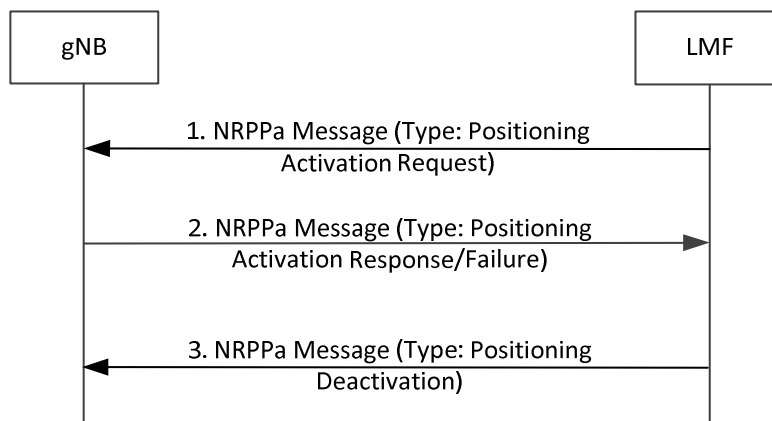 gNB
LMF
1. NRPPa Message (Type: Positioning
Activation Request)
2. NRPPa Message (Type: Positioning
Activation Response/Failure)
3. NRPPa Message (Type: Positioning
Deactivation)